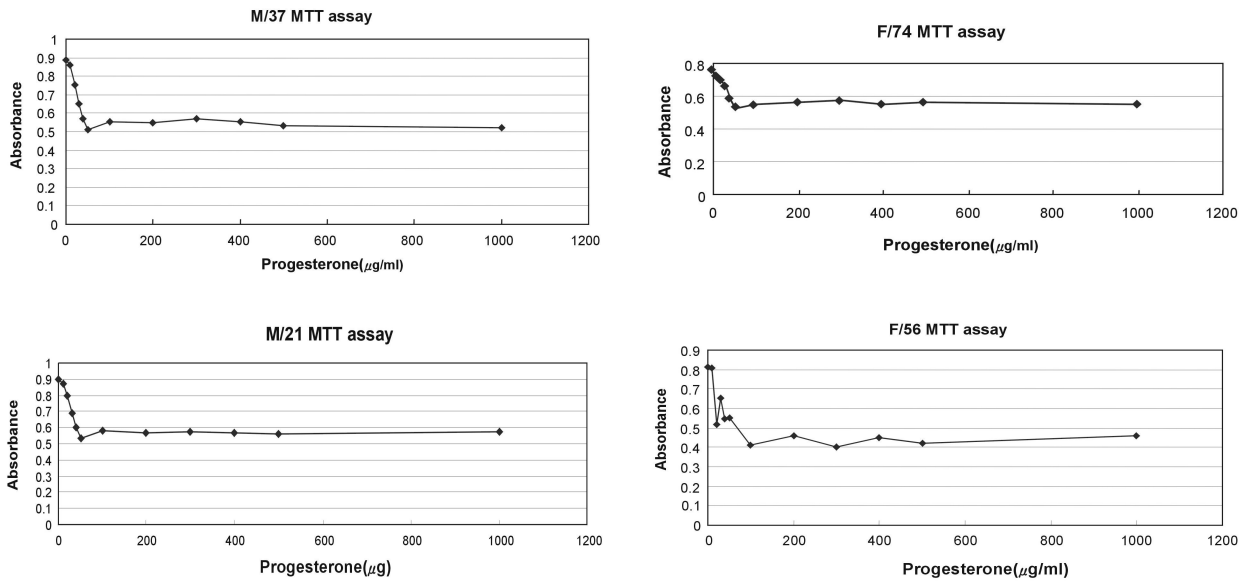 M/37 MTT assay
1
0.9
0.8
0.7
0.6
0.5
0.4
0.3
0.2
0.1
0
Absorbance
0 200 400 600 800 1000 1200
Progesterone(μg/ml)
F/74 MTT assay
0.8
0.6
0.4
0.2
0
Absorbance
0 200 400 600 800 1000 1200
Progesterone(μg/ml)
M/21 MTT assay
1
0.9
0.8
0.7
0.6
0.5
0.4
0.3
0.2
0.1
0
Absorbance
0 200 400 600 800 1000 1200
Progesterone(μg)
F/56 MTT assay
0.9
0.8
0.7
0.6
0.5
0.4
0.3
0.2
0.1
0
Absorbance
0 200 400 600 800 1000 1200
Progesterone(μg/ml)